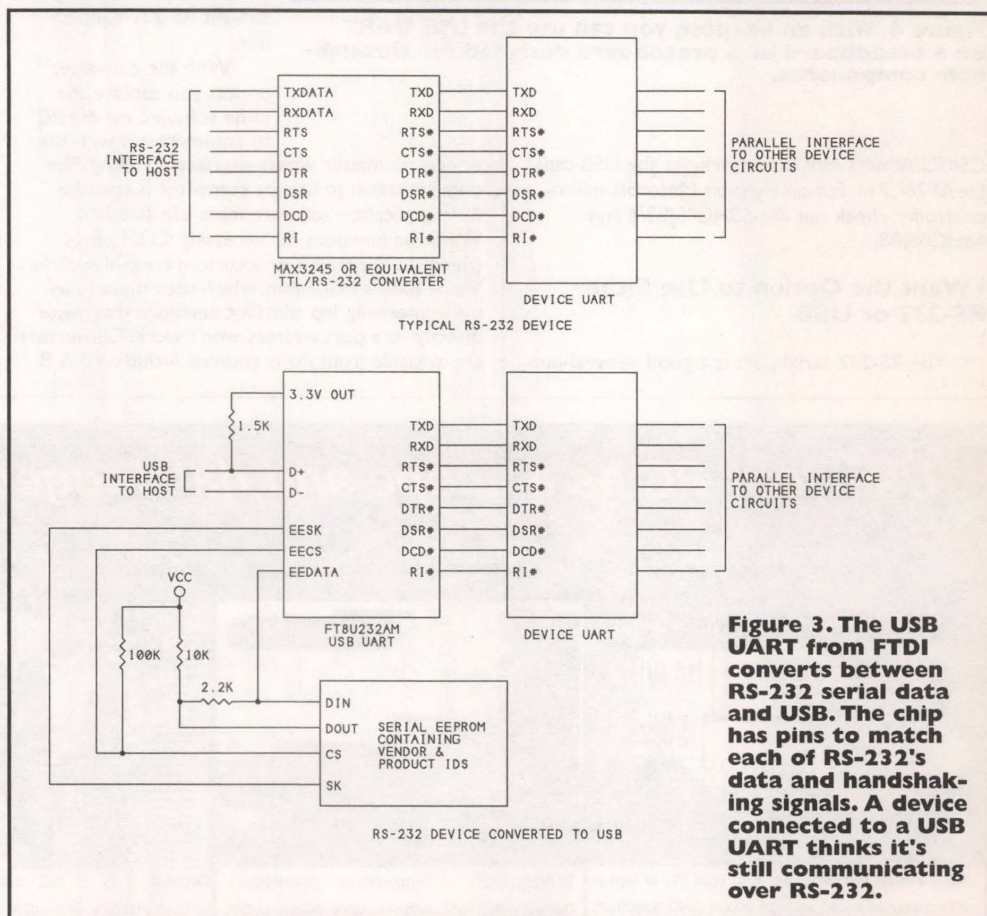 TXDATA
RXDATA
RTS
CTS
DTR
DSR
DCD
RI
TXD
RXD
RTS#
CTS#
DTR#
DSR#
DCD#
RI#
TXD
RXD
RTS#
CTS#
DTR#
DSR#
DCD#
RI#
RS-232
INTERFACE
TO HOST
PARALLEL INTERFACE
TO OTHER DEVICE
CIRCUITS
MAX3245 OR EQUIVALENT
TTL/RS-232 CONVERTER
DEVICE UART
TYPICAL RS-232 DEVICE
3.3V OUT
1.5K
USB
INTERFACE
TO HOST
D+
D-
EESK
EECS
EEDATA
TXD
RXD
RTS#
CTS#
DTR#
DSR#
DCD#
RI#
TXD
RXD
RTS#
CTS#
DTR#
DSR#
DCD#
RI#
PARALLEL INTERFACE
TO OTHER DEVICE
CIRCUITS
FT8U232AM
USB UART
DEVICE UART
VCC
100K
10K
2.2K
DIN
DOUT
CS
SK
SERIAL EEPROM
CONTAINING
VENDOR &
PRODUCT IDS
RS-232 DEVICE CONVERTED TO USB
Figure 3. The USB
UART from FTDI
converts between
RS-232 serial data
and USB. The chip
has pins to match
each of RS-232's
data and handshak-
ing signals. A device
connected to a USB
UART thinks it's
still communicating
over RS-232.